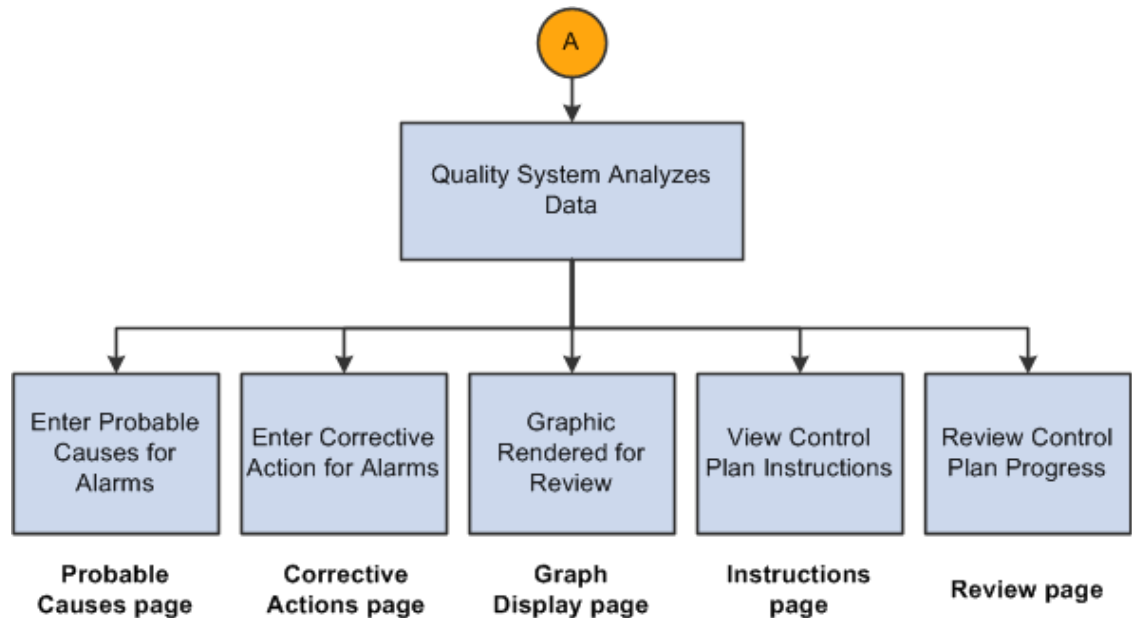 A
Quality System Analyzes
Data
Enter Probable
Causes for
Alarms
Enter Corrective
Action for Alarms
Graphic
Rendered for
Review
View Control
Plan Instructions
Review Control
Plan Progress
Probable
Causes page
Corrective
Actions page
Graph
Display page
Instructions
page
Review page